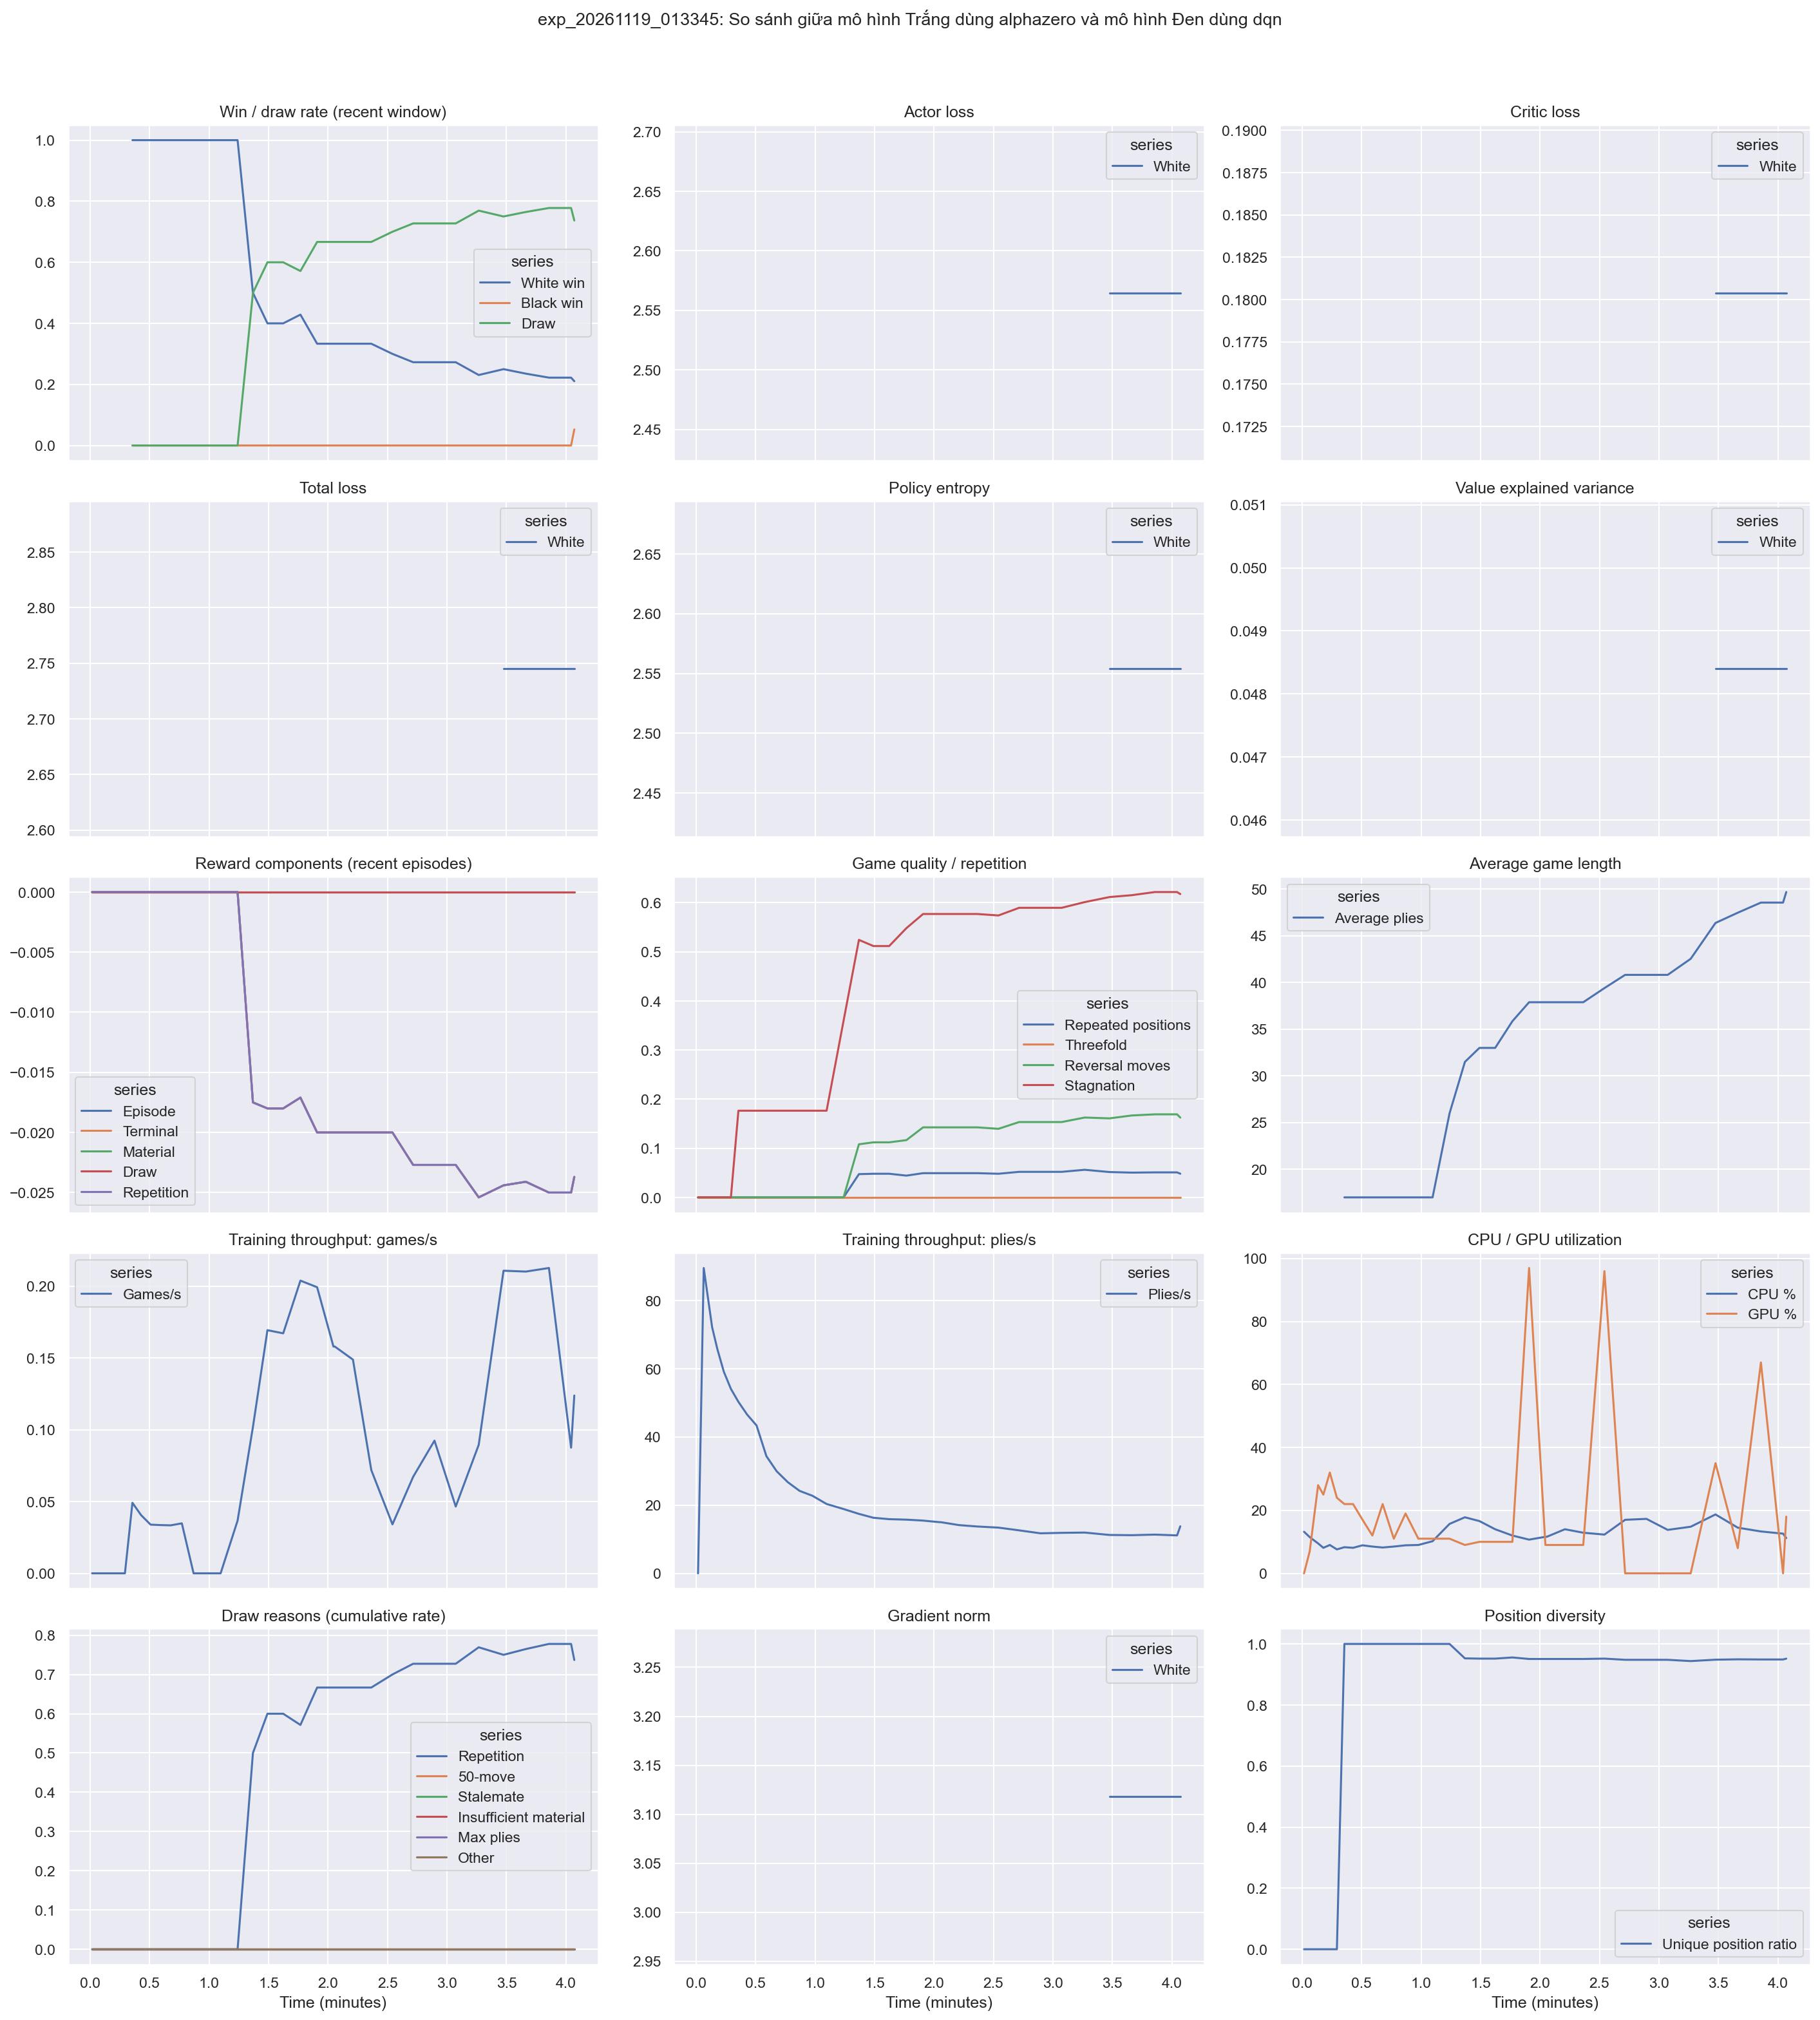 exp_20261119_013345: So sánh giữa mô hình Trắng dùng alphazero và mô hình Đen dùng dqn
Win / draw rate (recent window)
1.0
0.8
0.6
0.4
0.2
0.0
series
White win
Black win
Draw
Actor loss
2.70
2.65
2.60
2.55
2.50
2.45
series
White
Critic loss
0.1900
0.1875
0.1850
0.1825
0.1800
0.1775
0.1750
0.1725
series
White
Total loss
2.85
2.80
2.75
2.70
2.65
2.60
series
White
Policy entropy
2.65
2.60
2.55
2.50
2.45
series
White
Value explained variance
0.051
0.050
0.049
0.048
0.047
0.046
series
White
Reward components (recent episodes)
0.000
−0.005
−0.010
−0.015
−0.020
−0.025
series
Episode
Terminal
Material
Draw
Repetition
Game quality / repetition
0.6
0.5
0.4
0.3
0.2
0.1
0.0
series
Repeated positions
Threefold
Reversal moves
Stagnation
Average game length
50
45
40
35
30
25
20
series
Average plies
Training throughput: games/s
0.20
0.15
0.10
0.05
0.00
series
Games/s
Training throughput: plies/s
80
60
40
20
0
series
Plies/s
CPU / GPU utilization
100
80
60
40
20
0
series
CPU %
GPU %
Draw reasons (cumulative rate)
0.8
0.7
0.6
0.5
0.4
0.3
0.2
0.1
0.0
series
Repetition
50-move
Stalemate
Insufficient material
Max plies
Other
0.0 0.5 1.0 1.5 2.0 2.5 3.0 3.5 4.0
Time (minutes)
Gradient norm
3.25
3.20
3.15
3.10
3.05
3.00
2.95
series
White
0.0 0.5 1.0 1.5 2.0 2.5 3.0 3.5 4.0
Time (minutes)
Position diversity
1.0
0.8
0.6
0.4
0.2
0.0
series
Unique position ratio
0.0 0.5 1.0 1.5 2.0 2.5 3.0 3.5 4.0
Time (minutes)